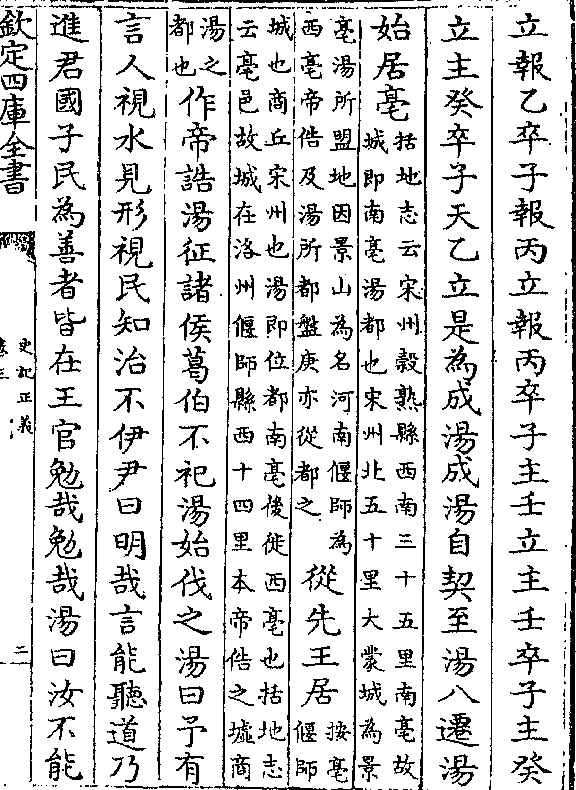 立報乙卒子報丙立報丙卒子主壬立主壬卒子主癸
立主癸卒子天乙立是為成湯成湯自契至湯八遷湯
始居亳括地志云宋州榖熟縣西南三十五里南亳故
城即南亳湯都也宋州北五十里大蒙城為景
亳湯所盟地因景山為名河南偃師為
西亳帝俈及湯所都盤庚亦從都之從先王居按亳
偃師
城也商丘宋州也湯即位都南亳後徙西亳也括地志
云亳邑故城在洛州偃師縣西十四里本帝俈之墟商
湯之
都也作帝誥湯征諸侯葛伯不祀湯始伐之湯曰予有
言人視水見形視民知治不伊尹曰明哉言能聽道乃
進君國子民為善者皆在王官勉哉勉哉湯曰汝不能
欽定四庫全書
史記正義
卷三
二